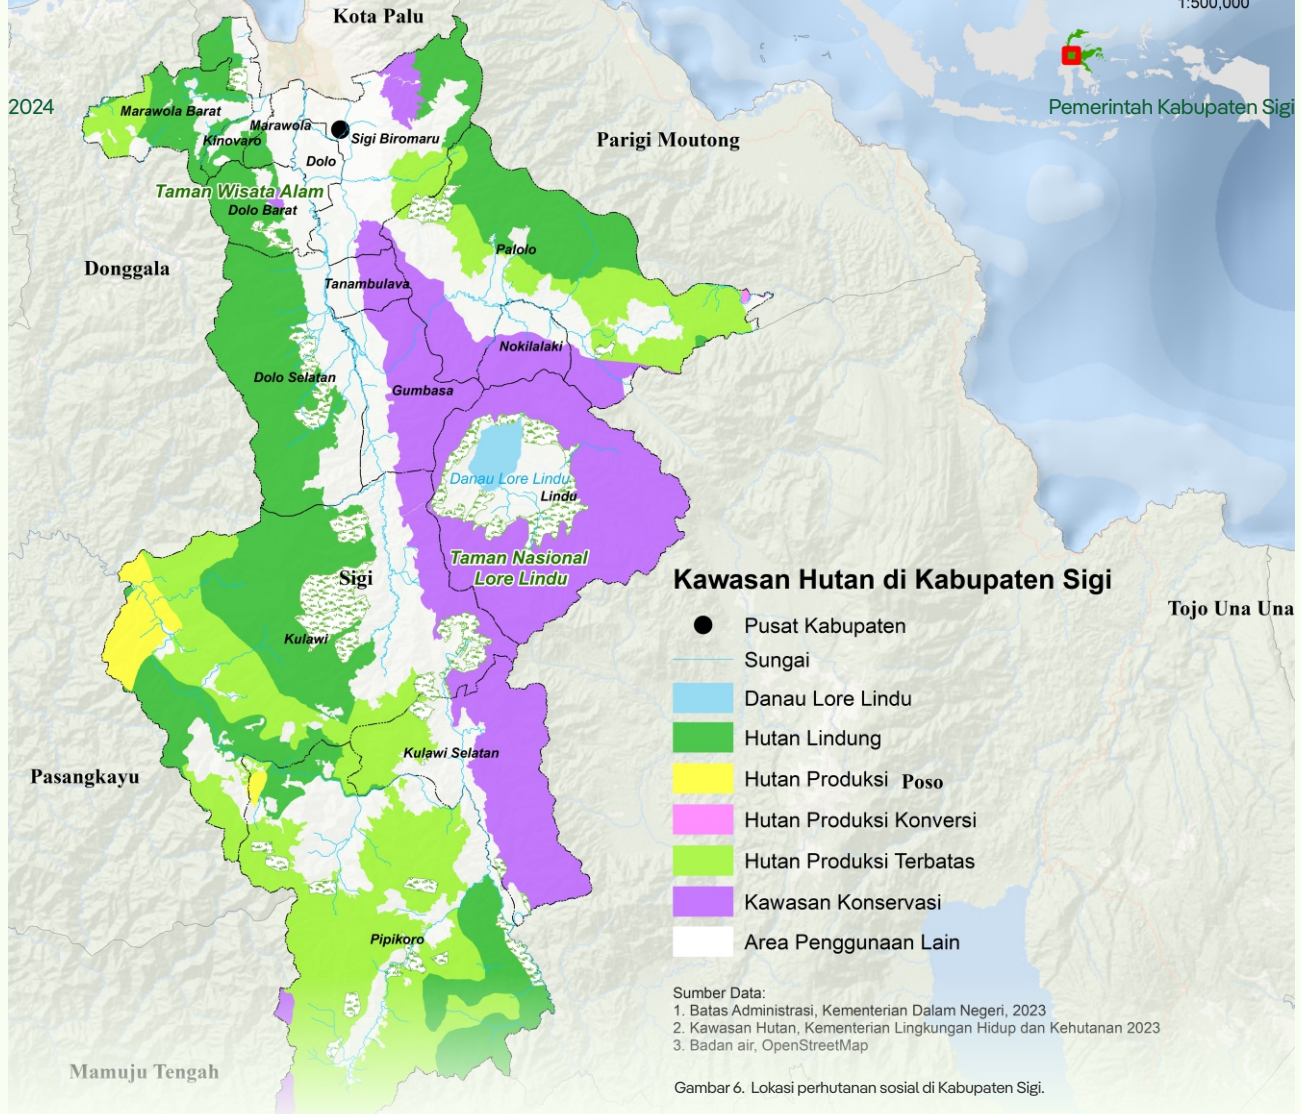 1:500,000
Kota Palu
2024
Pemerintah Kabupaten Sigi
Marawola Barat
Marawola
Kinovaro
Sigi Biromaru
Parigi Moutong
Dolo
Taman Wisata Alam
Dolo Barat
Palolo
Donggala
Tanambulava
Nokilalaki
Dolo Selatan
Gumbasa
Danau Lore Lindu
Lindu
Taman Nasional
Lore Lindu
Sigi
Kulawi
Kulawi Selatan
Pasangkayu
Pipikoro
Mamuju Tengah
Tojo Una Una
Poso
Kawasan Hutan di Kabupaten Sigi
Pusat Kabupaten
Sungai
Danau Lore Lindu
Hutan Lindung
Hutan Produksi
Hutan Produksi Konversi
Hutan Produksi Terbatas
Kawasan Konservasi
Area Penggunaan Lain
Sumber Data:
1. Batas Administrasi, Kementerian Dalam Negeri, 2023
2. Kawasan Hutan, Kementerian Lingkungan Hidup dan Kehutanan 2023
3. Badan air, OpenStreetMap
Gambar 6. Lokasi perhutanan sosial di Kabupaten Sigi.